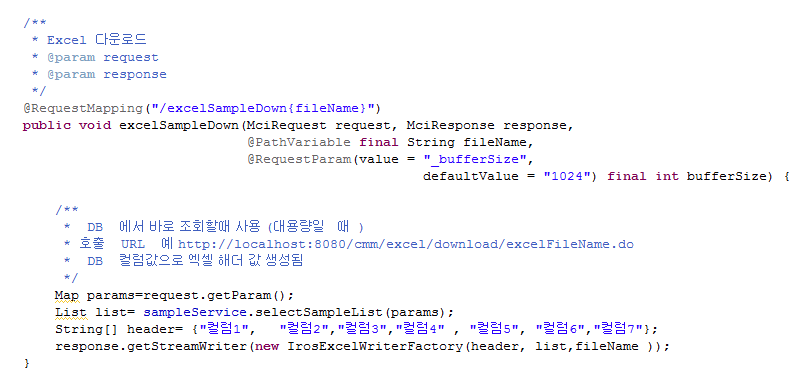 /**
 * Excel 다운로드
 * @param request
 * @param response
 */
@RequestMapping("/excelSampleDown{fileName}")
public void excelSampleDown(MciRequest request, MciResponse response,
                            @PathVariable final String fileName,
                            @RequestParam(value = "_bufferSize",
                                                  defaultValue = "1024") final int bufferSize) {
    /**
     *  DB  에서 바로 조회할때 사용 (대용량일  때 )
     * 호출  URL  예 http://localhost:8080/cmm/excel/download/excelFileName.do
     *  DB  컬럼값으로 엑셀 해더 값 생성됨
     */
    Map params=request.getParam();
    List list= sampleService.selectSampleList(params);
    String[] header= {"컬럼1",   "컬럼2","컬럼3","컬럼4" , "컬럼5", "컬럼6","컬럼7"};
    response.getStreamWriter(new IrosExcelWriterFactory(header, list,fileName ));
}